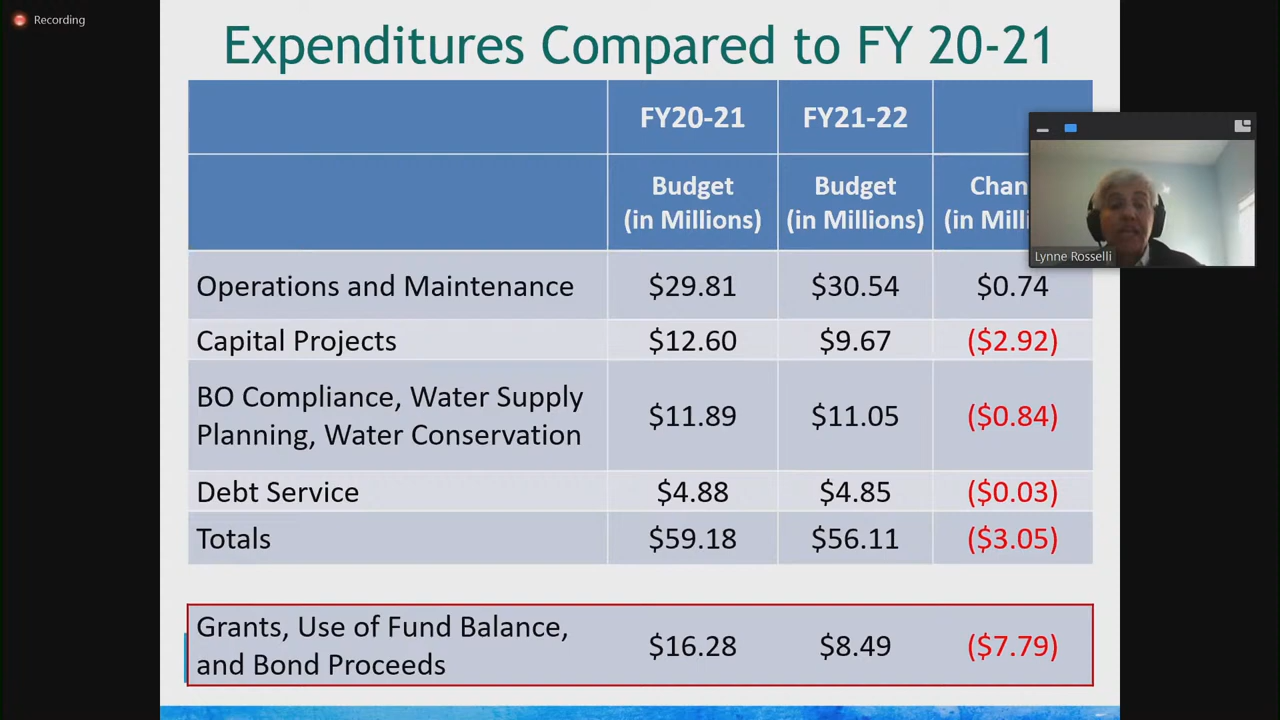 Recording
Expenditures Compared to FY 20-21
FY20-21 FY21-22
Budget Budget Chan
(in Millions) (in Millions) (in Milli
Lynne Rosselli
Operations and Maintenance $29.81 $30.54 $0.74
Capital Projects $12.60 $9.67 ($2.92)
BO Compliance, Water Supply
Planning, Water Conservation $11.89 $11.05 ($0.84)
Debt Service $4.88 $4.85 ($0.03)
Totals $59.18 $56.11 ($3.05)
Grants, Use of Fund Balance,
and Bond Proceeds $16.28 $8.49 ($7.79)